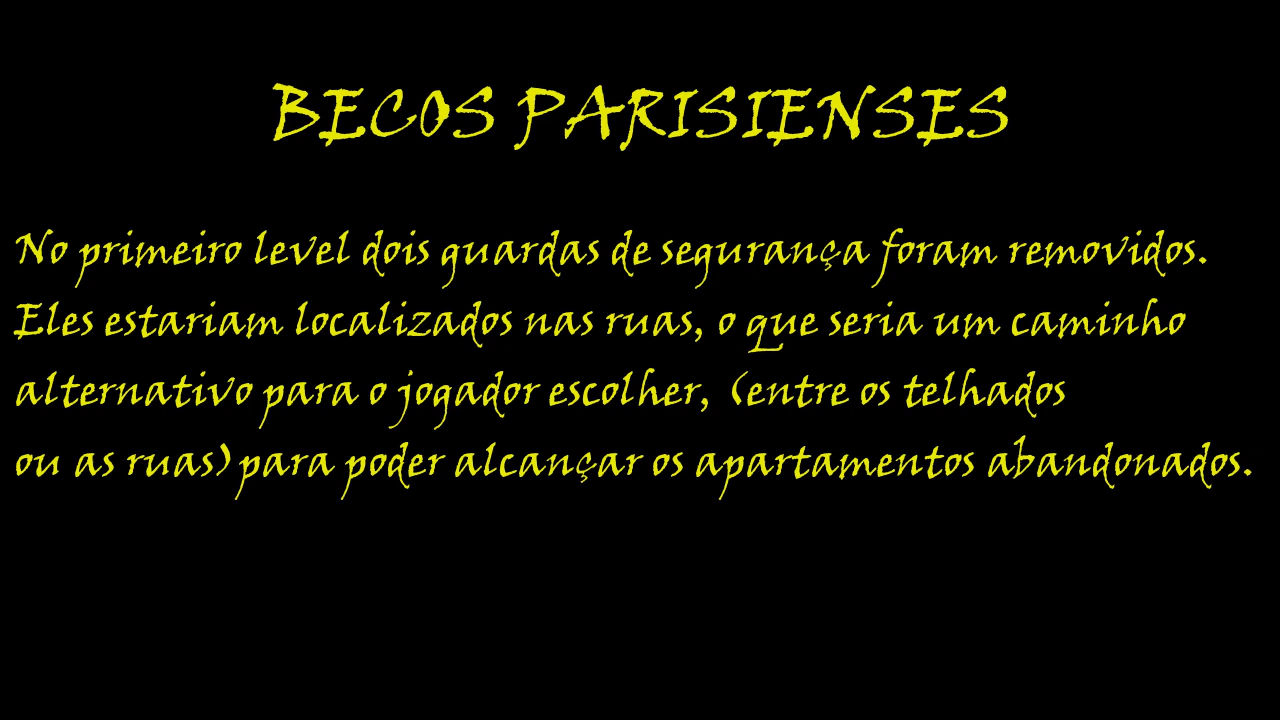 BECOS PARISIENSES
No primeiro level dois guardas de segurança foram removidos.
Eles estariam localizados nas ruas, o que seria um caminho
alternativo para o jogador escolher, (entre os telhados
ou as ruas) para poder alcançar os apartamentos abandonados.